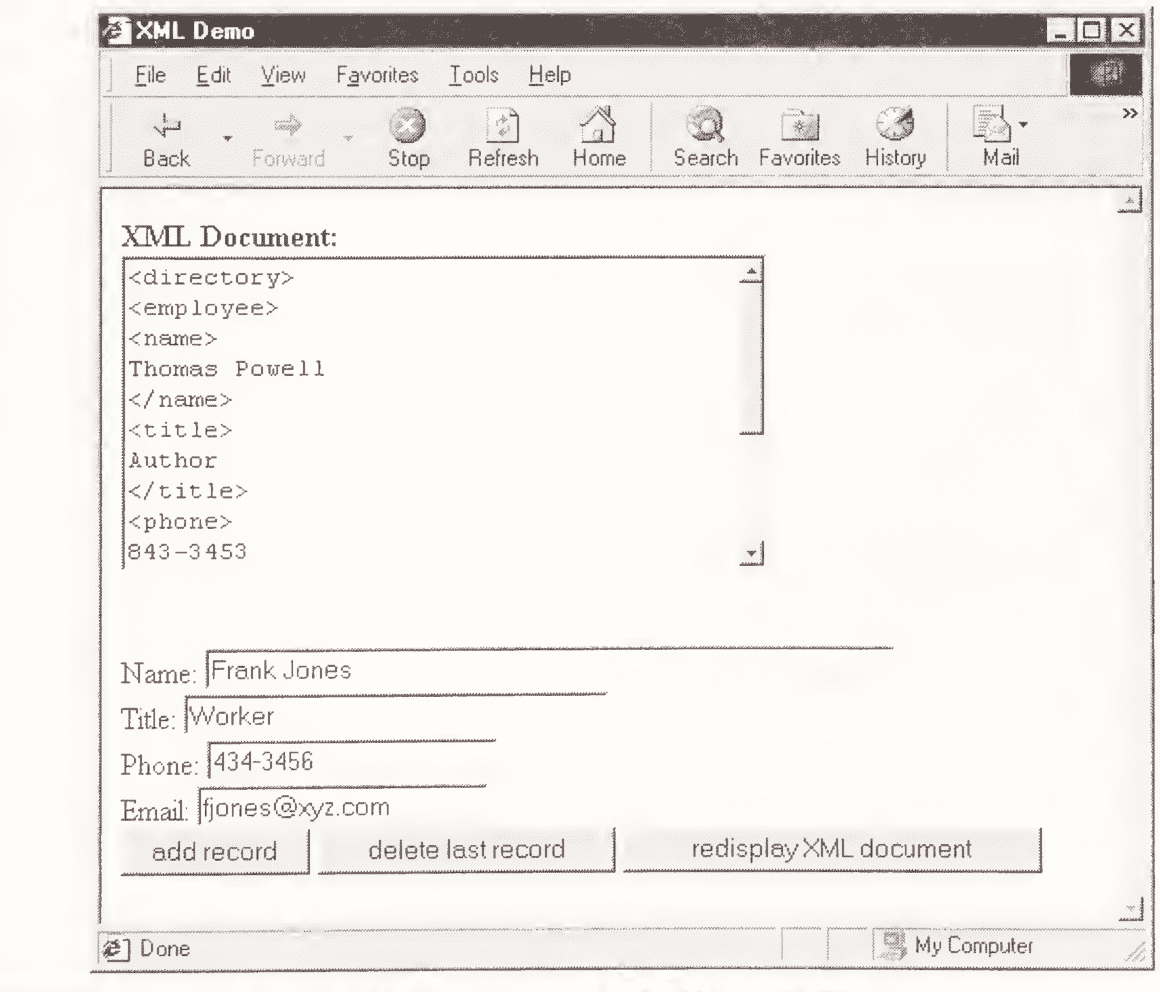 XML Demo
File Edit View Favorites Tools Help
Back Forward Stop Refresh Home Search Favorites History Mail »
XML Document:
<directory>
<employee>
<name>
Thomas Powell
</name>
<title>
Author
</title>
<phone>
843-3453
Name: Frank Jones
Title: Worker
Phone: 434-3456
Email: fjones@xyz.com
add record delete last record redisplay XML document
Done My Computer